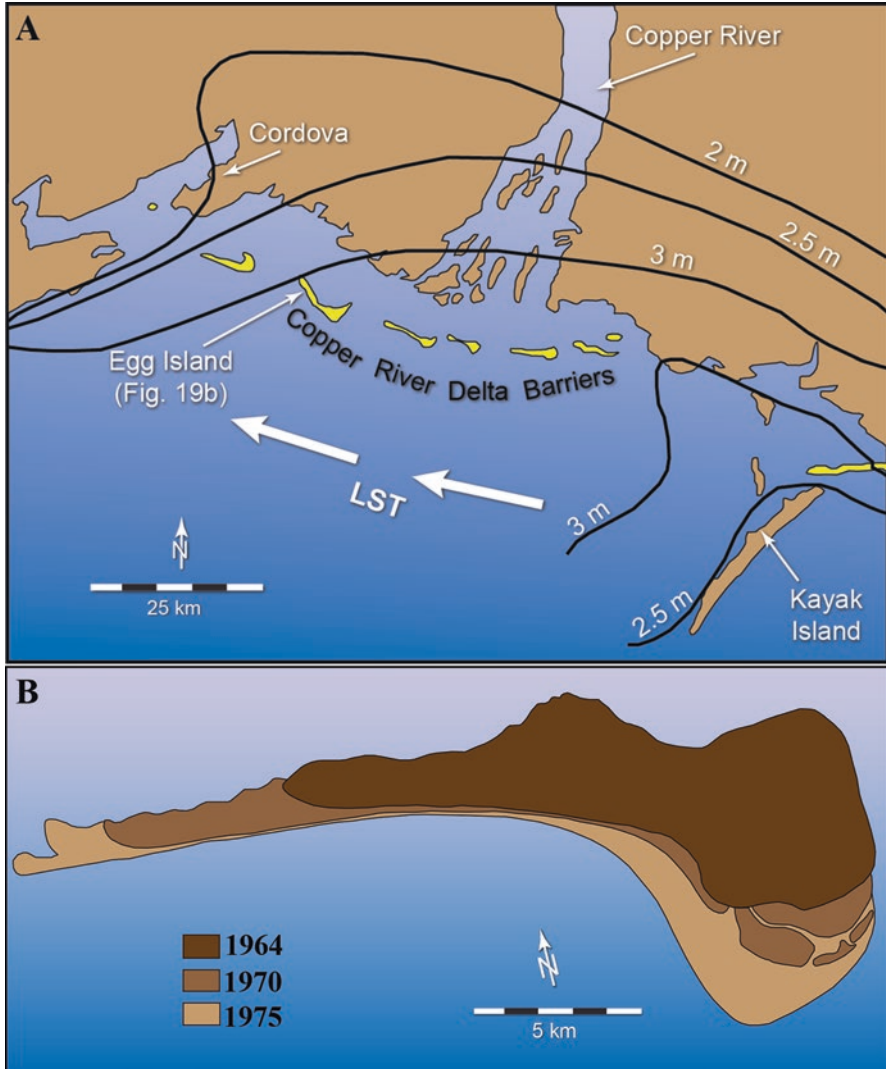 A
Copper River
Cordova
2 m
2.5 m
3 m
Egg Island
(Fig. 19b)
Copper River Delta Barriers
LST
3 m
N
25 km
2.5 m
Kayak
Island
B
1964
1970
1975
N
5 km